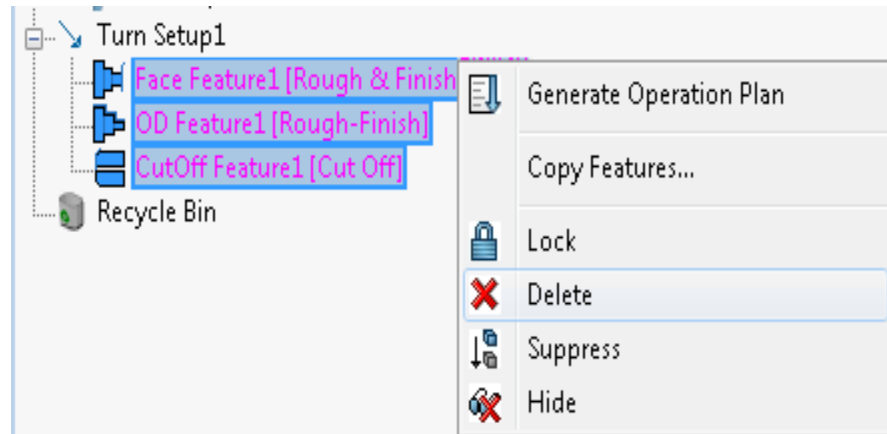 Turn Setup1
Face Feature1 [Rough & Finish
OD Feature1 [Rough-Finish]
CutOff Feature1 [Cut Off]
Recycle Bin
Generate Operation Plan
Copy Features...
Lock
Delete
Suppress
Hide